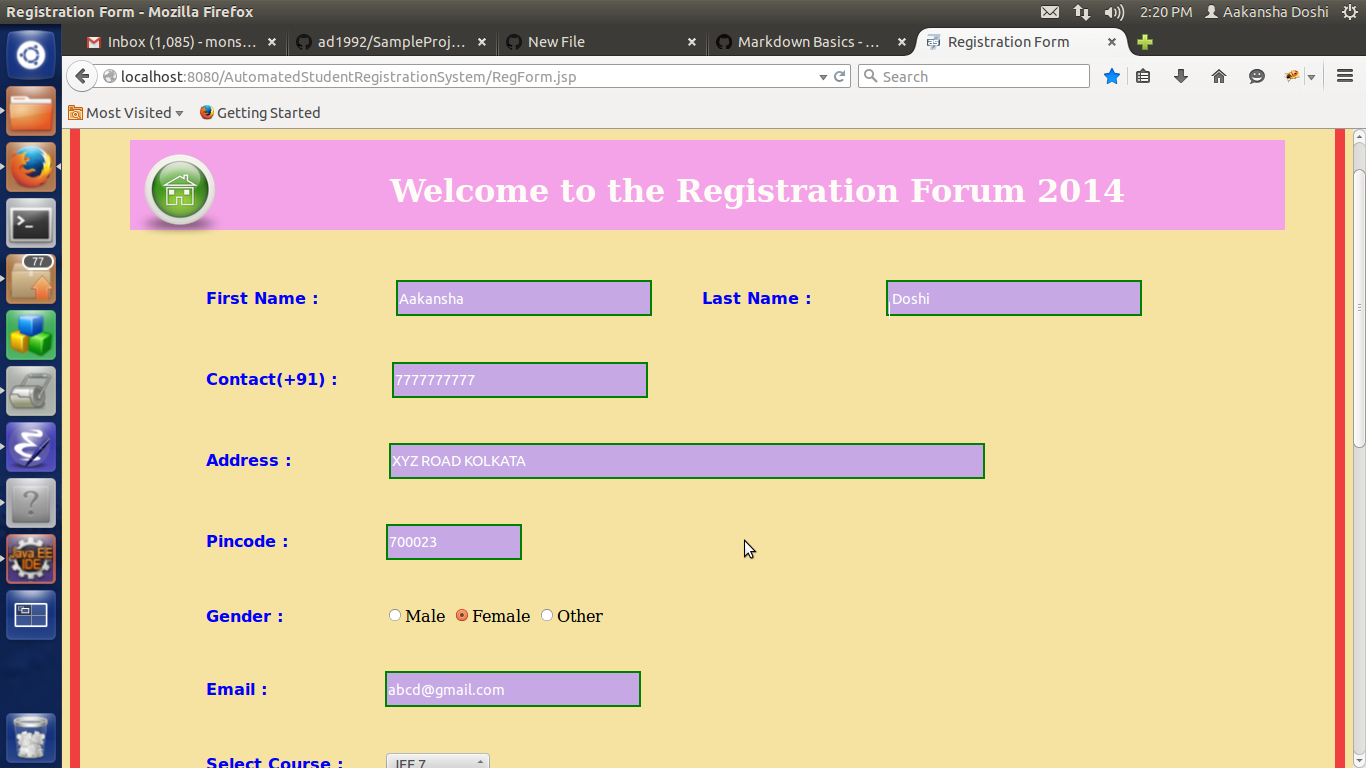 Registration Form - Mozilla Firefox
2:20 PM Aakansha Doshi
Inbox (1,085) - mons...
ad1992/SampleProj...
New File
Markdown Basics - ...
Registration Form
localhost:8080/AutomatedStudentRegistrationSystem/RegForm.jsp
Search
Most Visited
Getting Started
77
Java EE
IDE
Welcome to the Registration Forum 2014
First Name : Aakansha
Last Name : Doshi
Contact(+91) : 7777777777
Address : XYZ ROAD KOLKATA
Pincode : 700023
Gender : Male Female Other
Email : abcd@gmail.com
Select Course : JEE 7